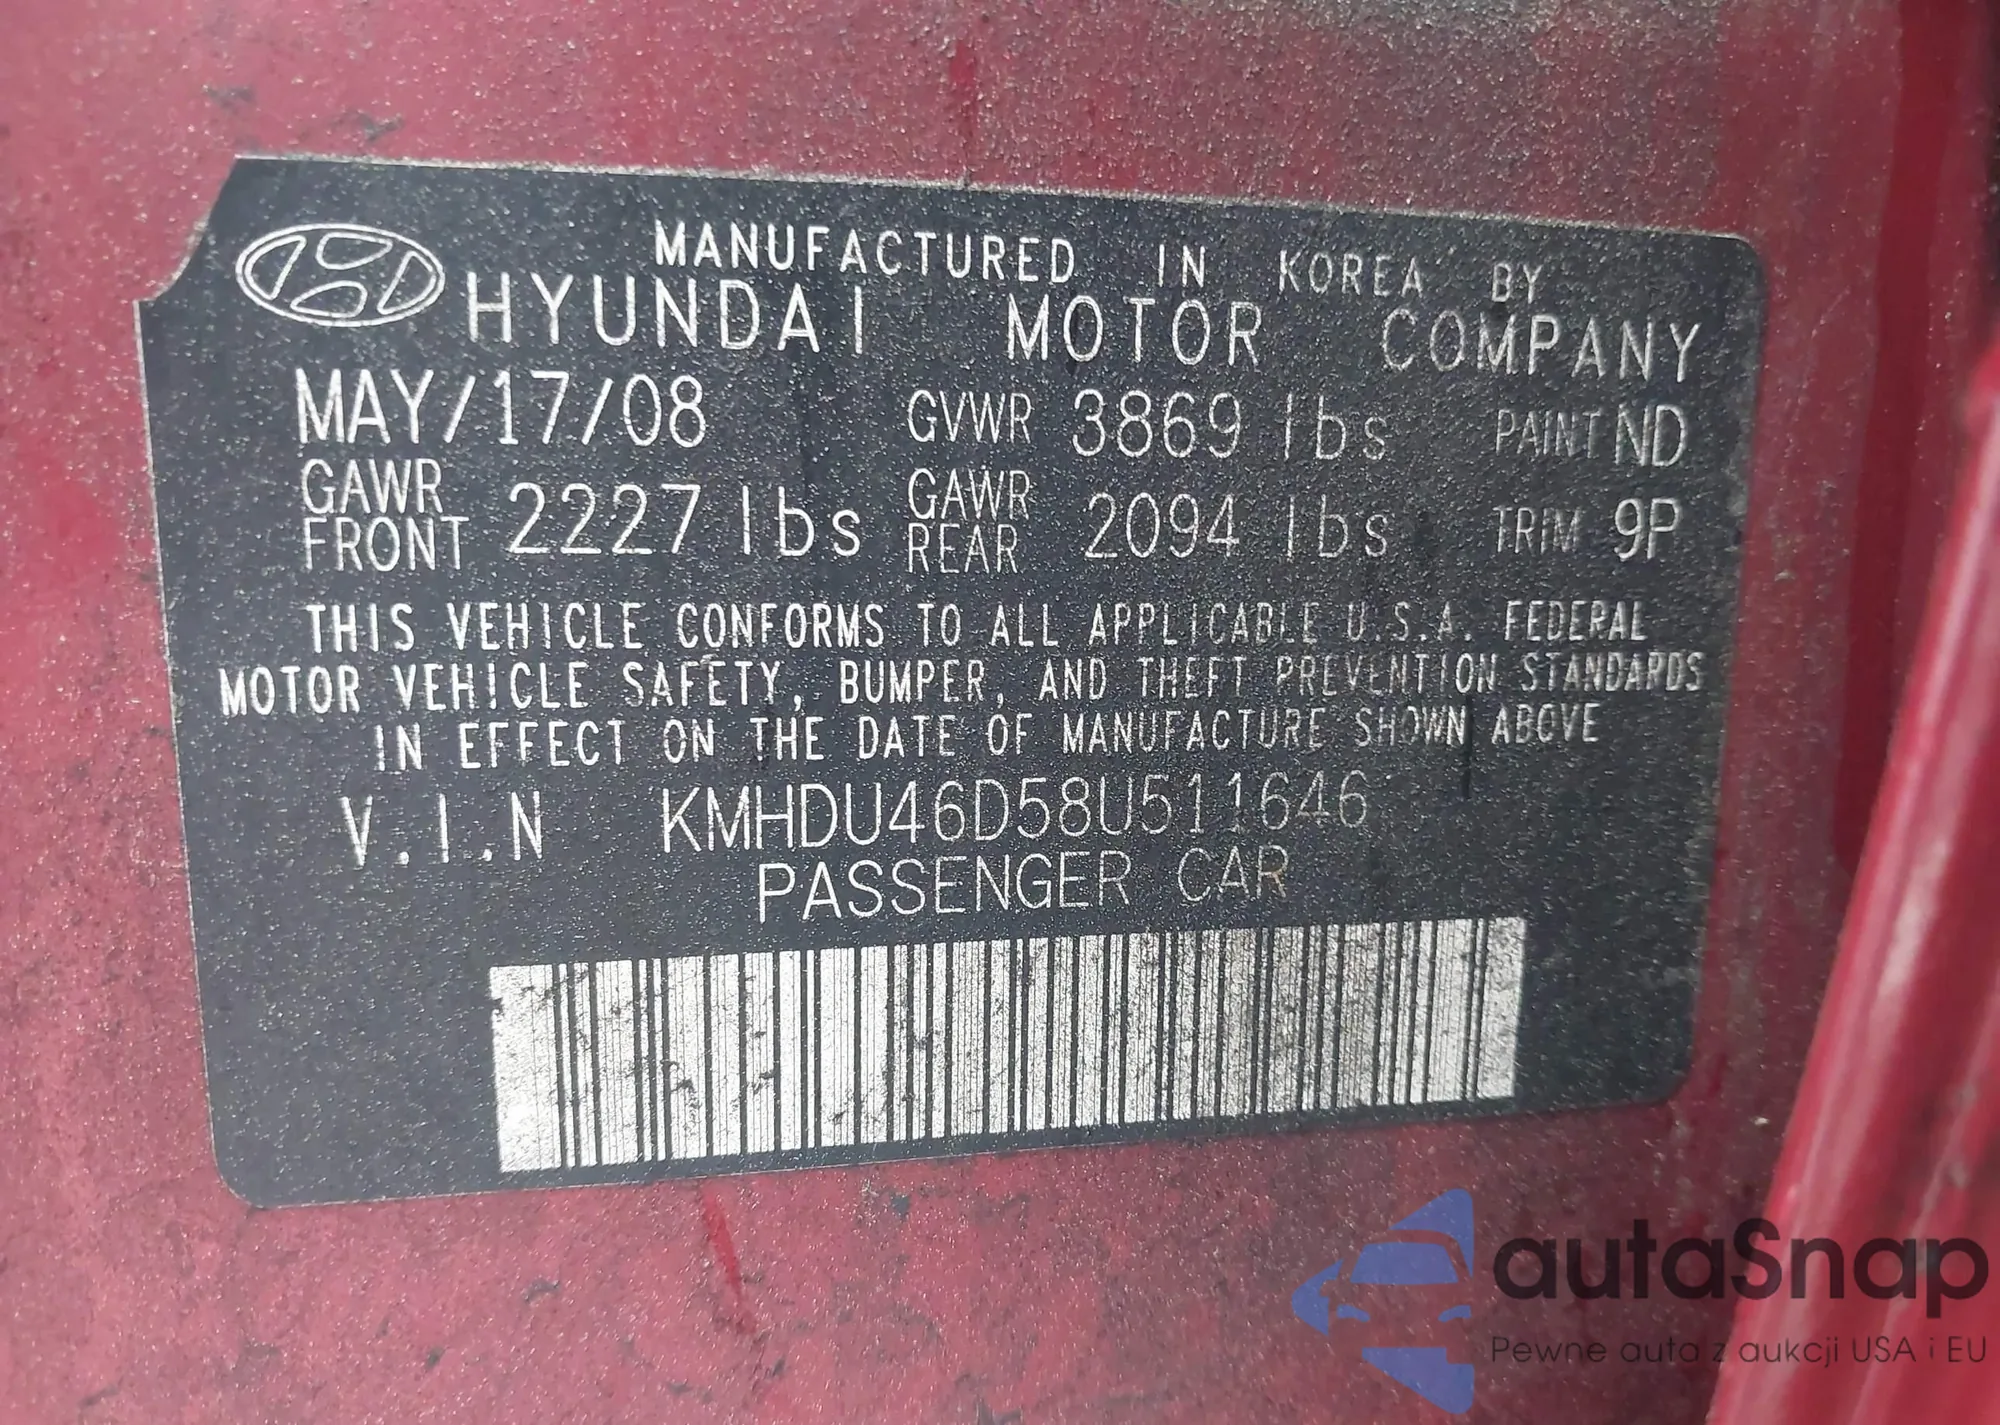 MANUFACTURED IN KOREA BY
HYUNDAI MOTOR COMPANY
MAY/17/08 GVWR 3869 lbs PAINT ND
GAWR FRONT 2227 lbs GAWR REAR 2094 lbs TRIM 9P
THIS VEHICLE CONFORMS TO ALL APPLICABLE U.S.A. FEDERAL
MOTOR VEHICLE SAFETY, BUMPER, AND THEFT PREVENTION STANDARDS
IN EFFECT ON THE DATE OF MANUFACTURE SHOWN ABOVE
V.I.N KMHDU46D58U511646
PASSENGER CAR
autaSnap
Pewne auta z aukcji USA i EU